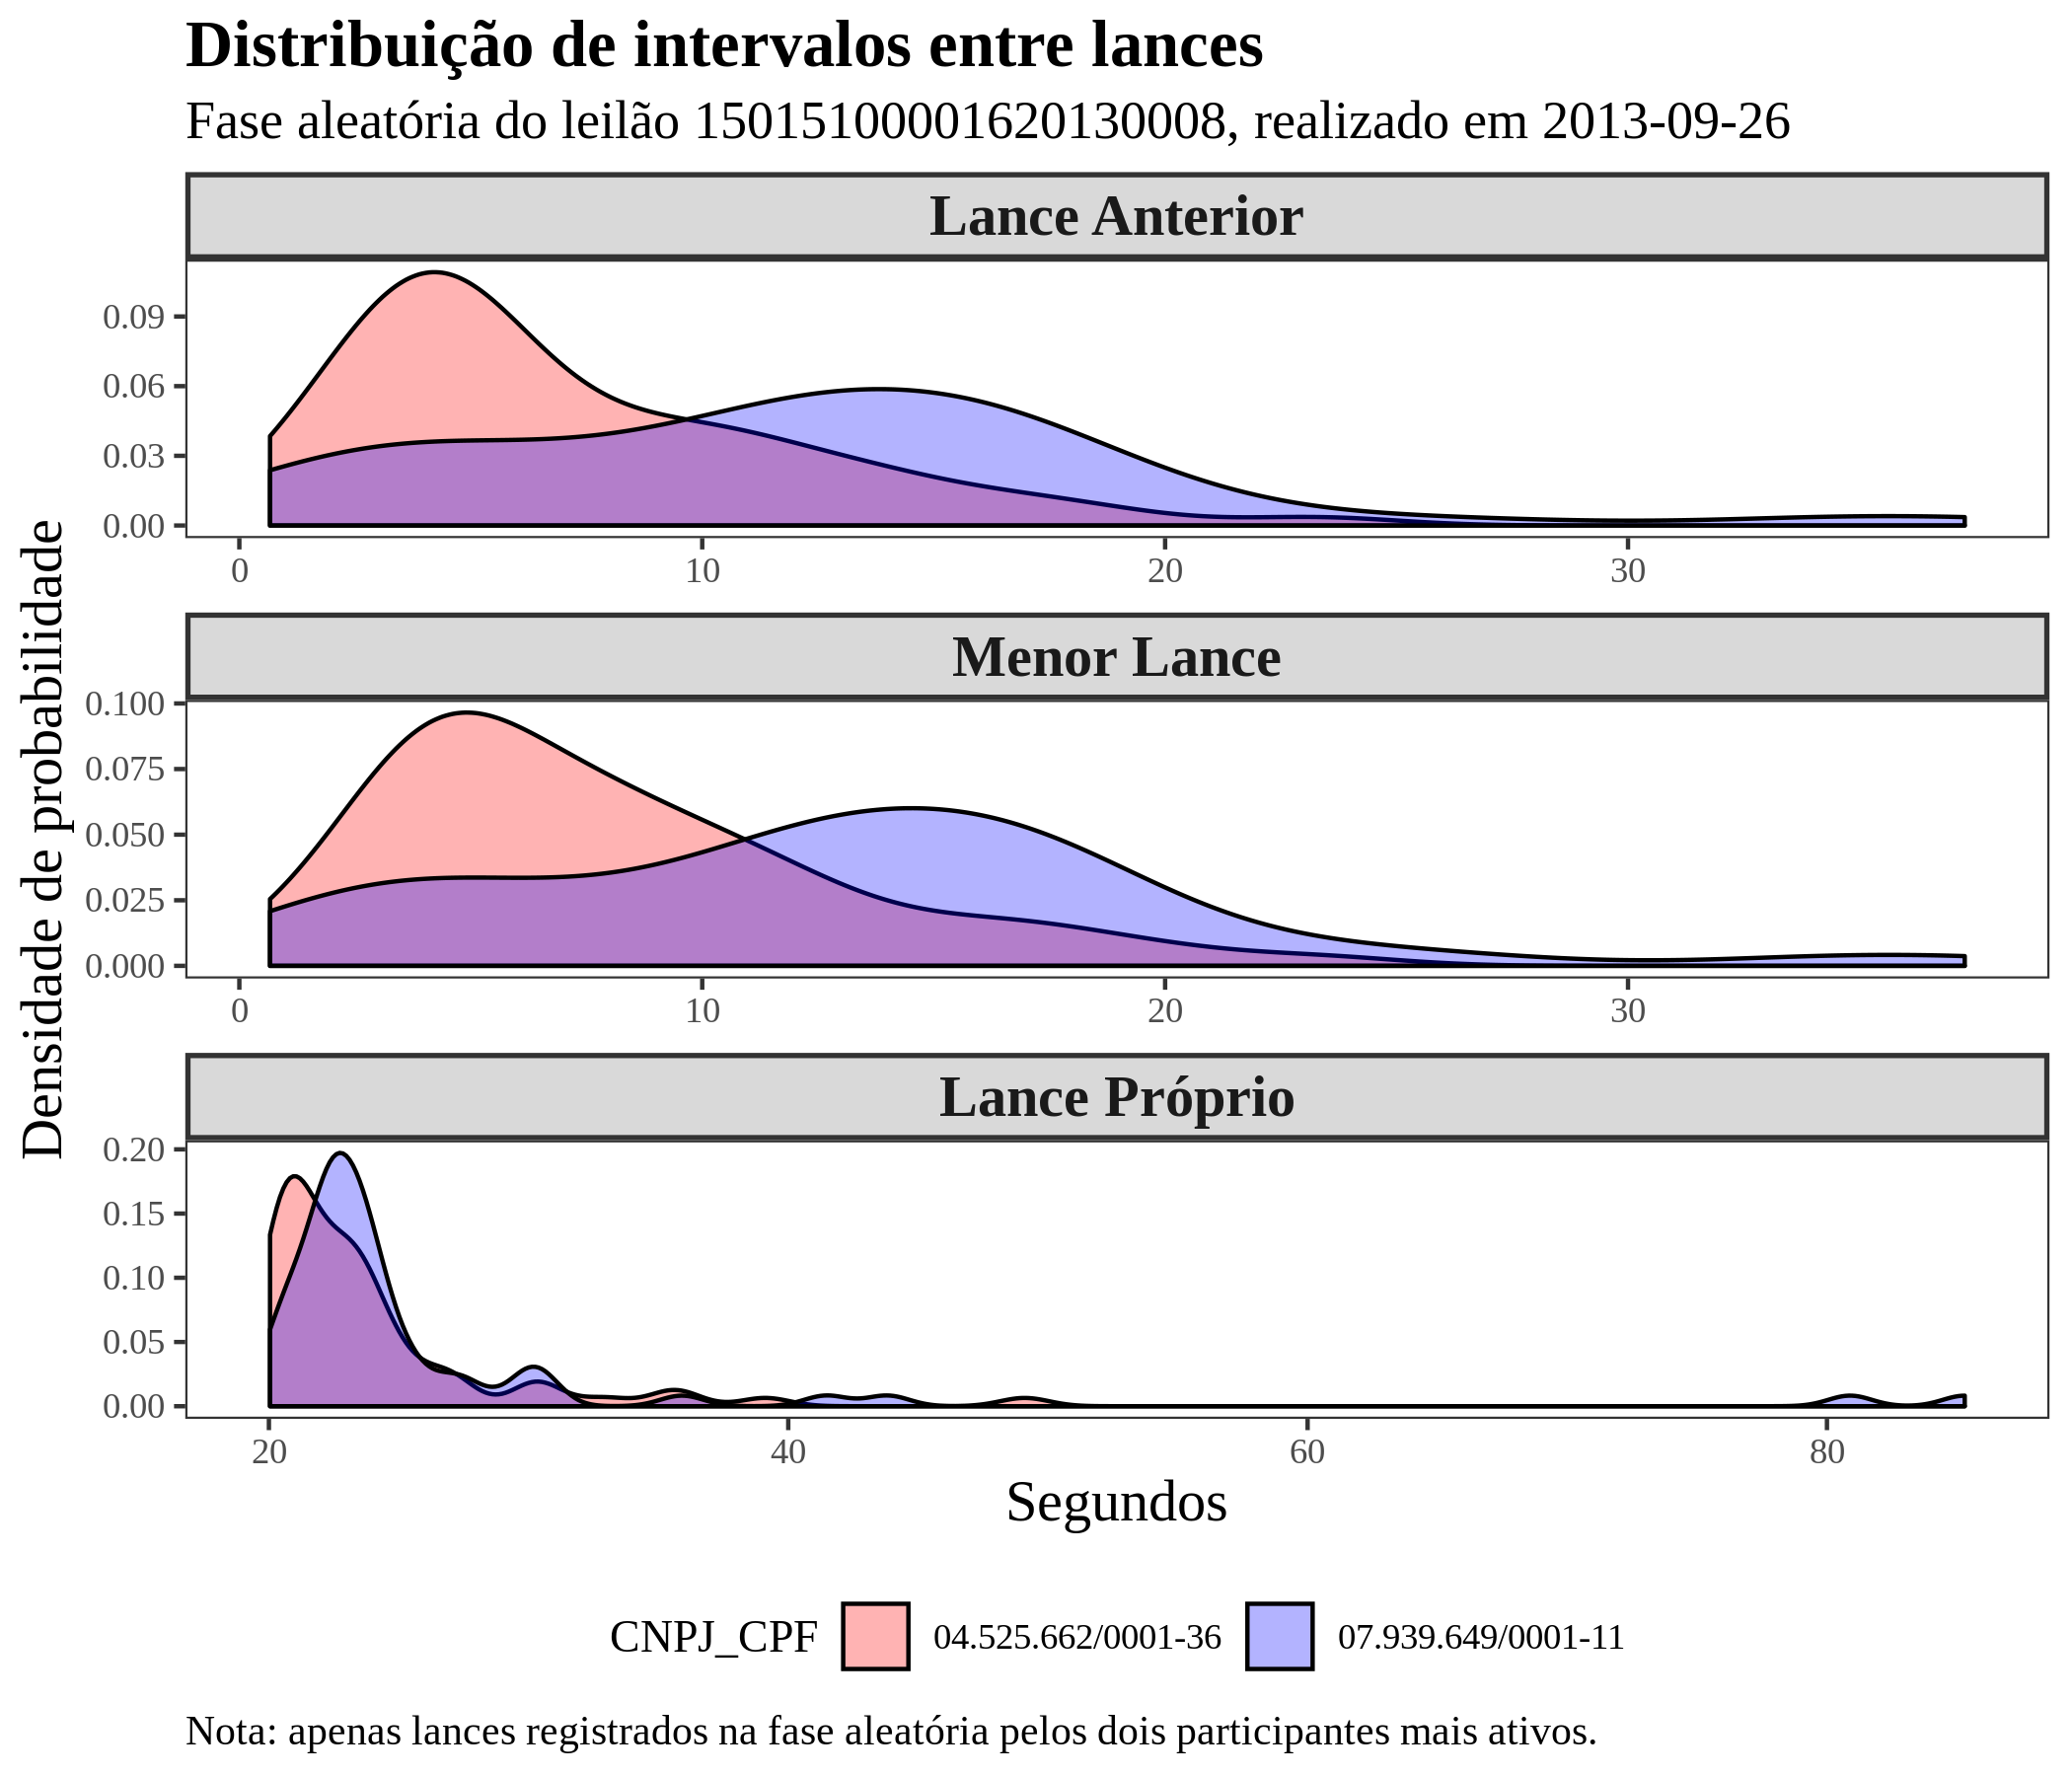 Distribuição de intervalos entre lances
Fase aleatória do leilão 15015100001620130008, realizado em 2013-09-26
Densidade de probabilidade
Lance Anterior
0.09
0.06
0.03
0.00
0 10 20 30
Menor Lance
0.100
0.075
0.050
0.025
0.000
0 10 20 30
Lance Próprio
0.20
0.15
0.10
0.05
0.00
20 40 60 80
Segundos
CNPJ_CPF 04.525.662/0001-36 07.939.649/0001-11
Nota: apenas lances registrados na fase aleatória pelos dois participantes mais ativos.